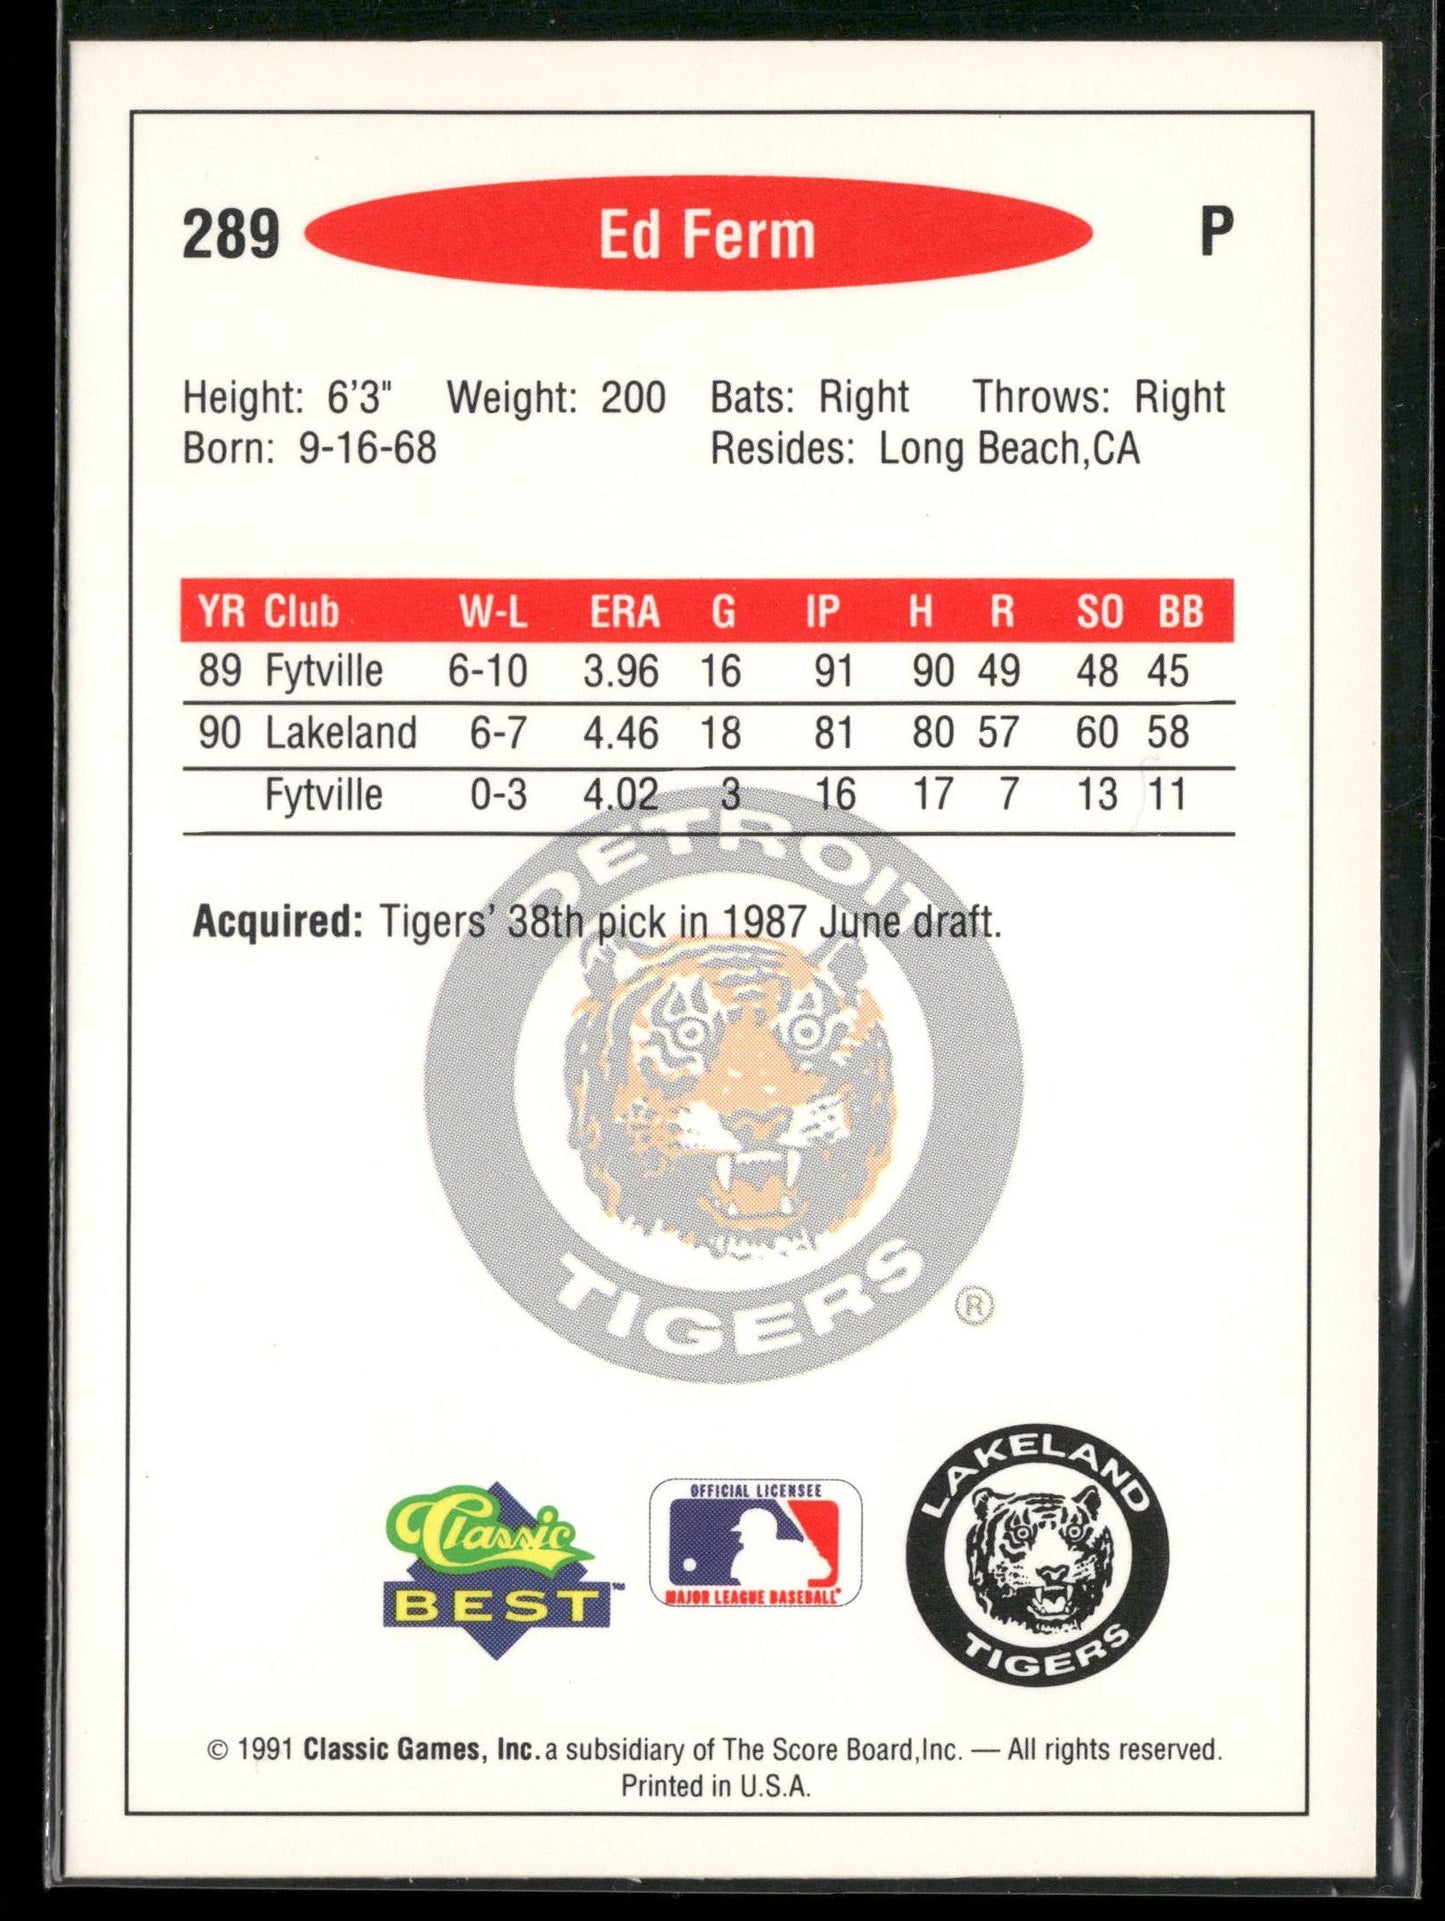 289 Ed Ferm P
Height: 6'3" Weight: 200 Bats: Right Throws: Right
Born: 9-16-68 Resides: Long Beach,CA
YR Club W-L ERA G IP H R SO BB
89 Fytville 6-10 3.96 16 91 90 49 48 45
90 Lakeland 6-7 4.46 18 81 80 57 60 58
Fytville 0-3 4.02 3 16 17 7 13 11
DETROIT
Acquired: Tigers' 38th pick in 1987 June draft.
TIGERS
®
Classic
BEST™
OFFICIAL LICENSEE
MAJOR LEAGUE BASEBALL®
LAKELAND
TIGERS
© 1991 Classic Games, Inc. a subsidiary of The Score Board,Inc. — All rights reserved.
Printed in U.S.A.